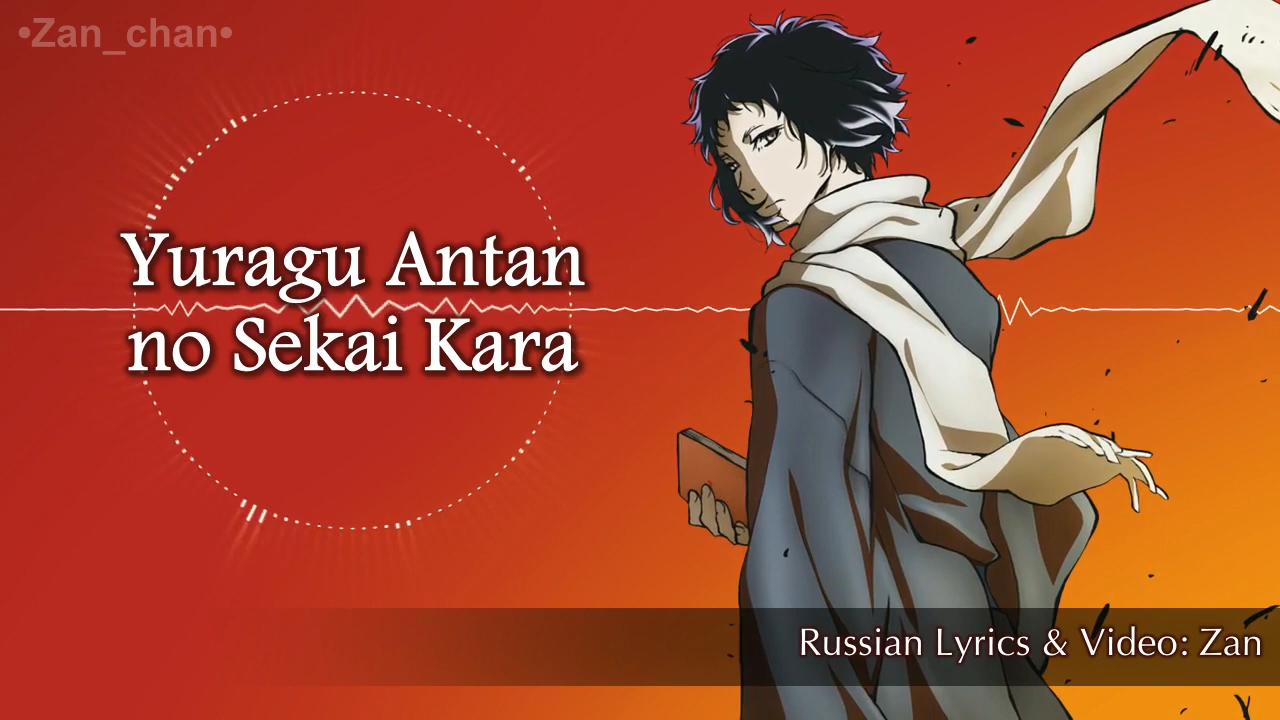 •Zan_chan•
Yuragu Antan
no Sekai Kara
Russian Lyrics & Video: Zan